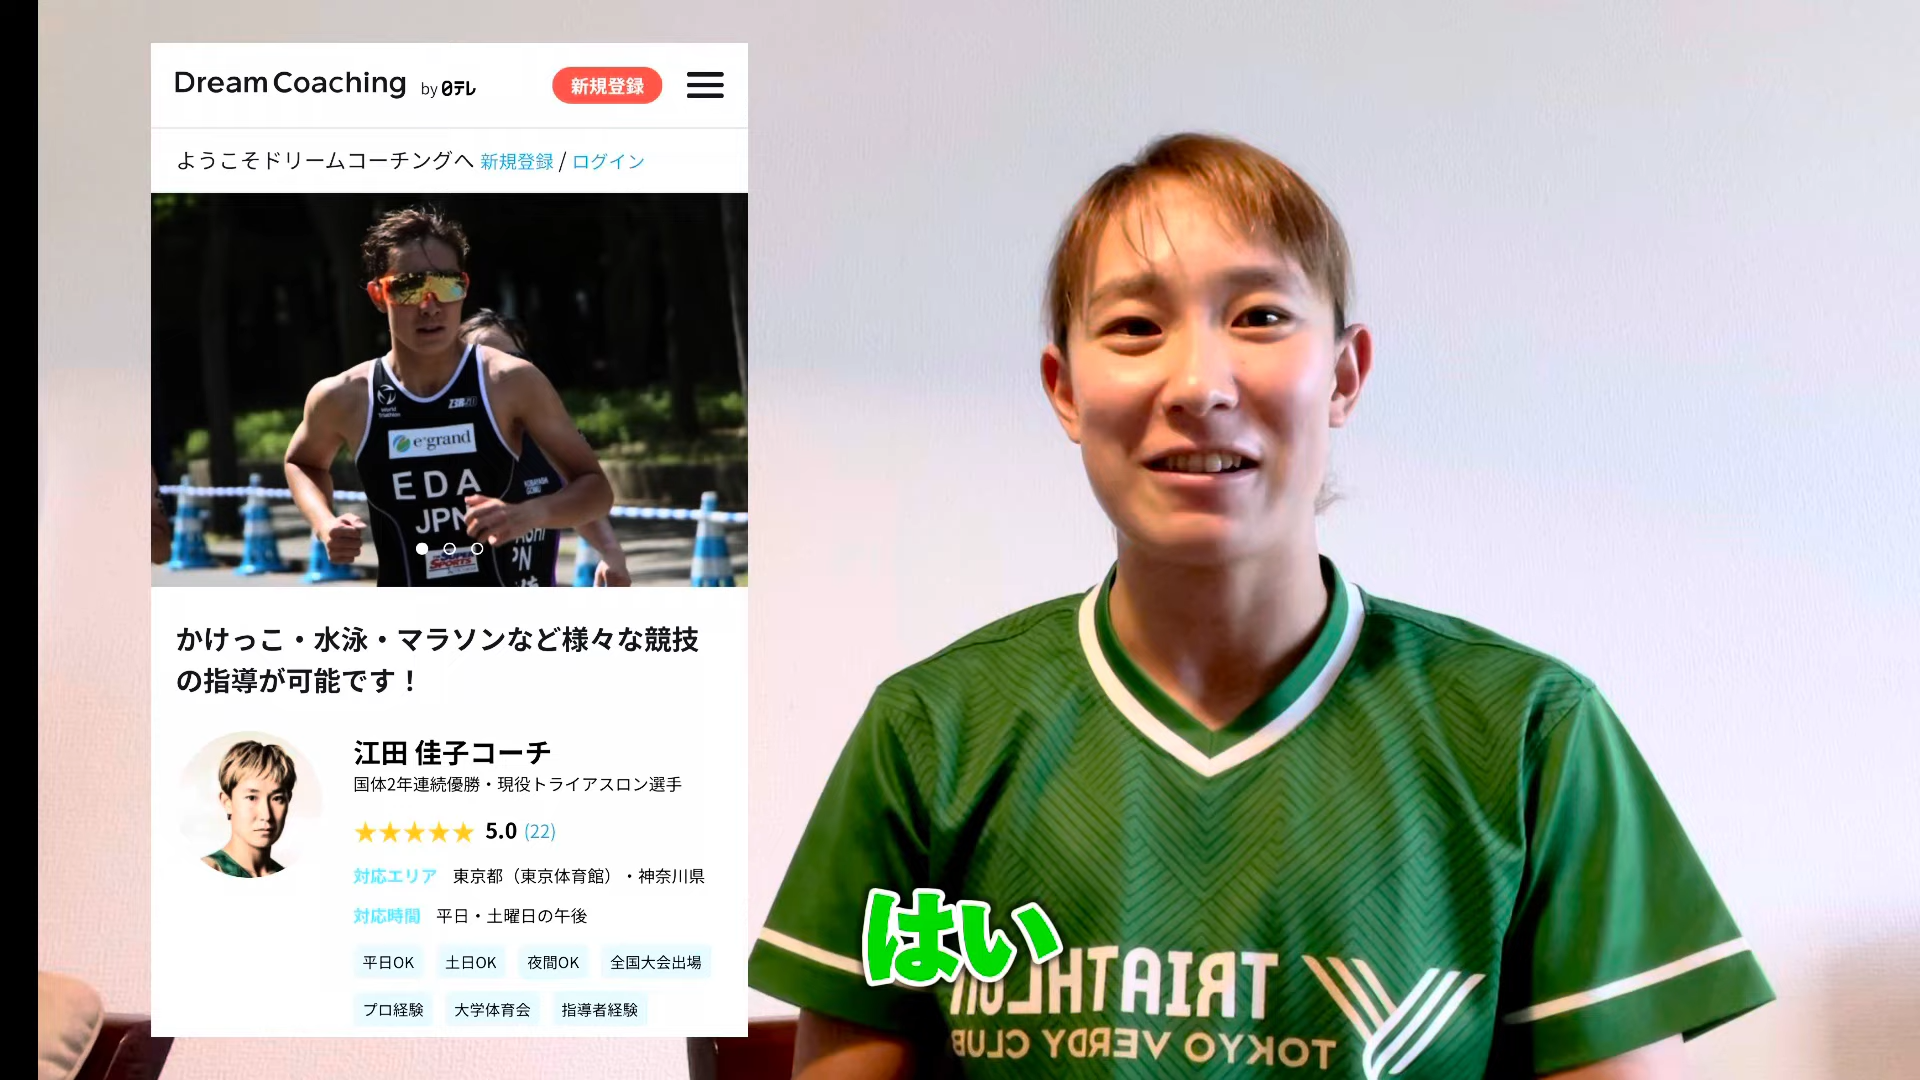 Dream Coaching by 日テレ
新規登録
ようこそドリームコーチングへ 新規登録 / ログイン
World
Triathlon
e·grand
EDA
JPN
KOBAYASHI
GOMU
PN
SPORTS
かけっこ・水泳・マラソンなど様々な競技
の指導が可能です！
江田 佳子コーチ
国体2年連続優勝・現役トライアスロン選手
★★★★★ 5.0 (22)
対応エリア 東京都（東京体育館）・神奈川県
対応時間 平日・土曜日の午後
平日OK 土日OK 夜間OK 全国大会出場
プロ経験 大学体育会 指導者経験
はい
TRIATHLON
TOKYO VERDY CLUB